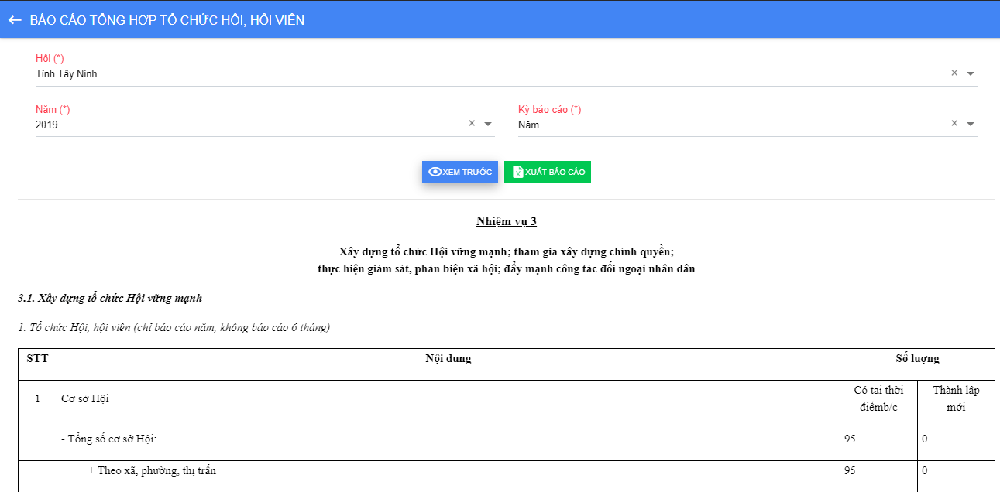 BÁO CÁO TỔNG HỢP TỔ CHỨC HỘI, HỘI VIÊN
Hội (*)
Tỉnh Tây Ninh
Năm (*)
Kỳ báo cáo (*)
2019
Năm
XEM TRƯỚC
XUẤT BÁO CÁO
Nhiệm vụ 3
Xây dựng tổ chức Hội vững mạnh; tham gia xây dựng chính quyền;
thực hiện giám sát, phản biện xã hội; đẩy mạnh công tác đối ngoại nhân dân
3.1. Xây dựng tổ chức Hội vững mạnh
1. Tổ chức Hội, hội viên (chỉ báo cáo năm, không báo cáo 6 tháng)
STT Nội dung Số lượng
1 Cơ sở Hội
Có tại thời
điểmb/c
Thành lập
mới
- Tổng số cơ sở Hội: 95 0
+ Theo xã, phường, thị trấn 95 0